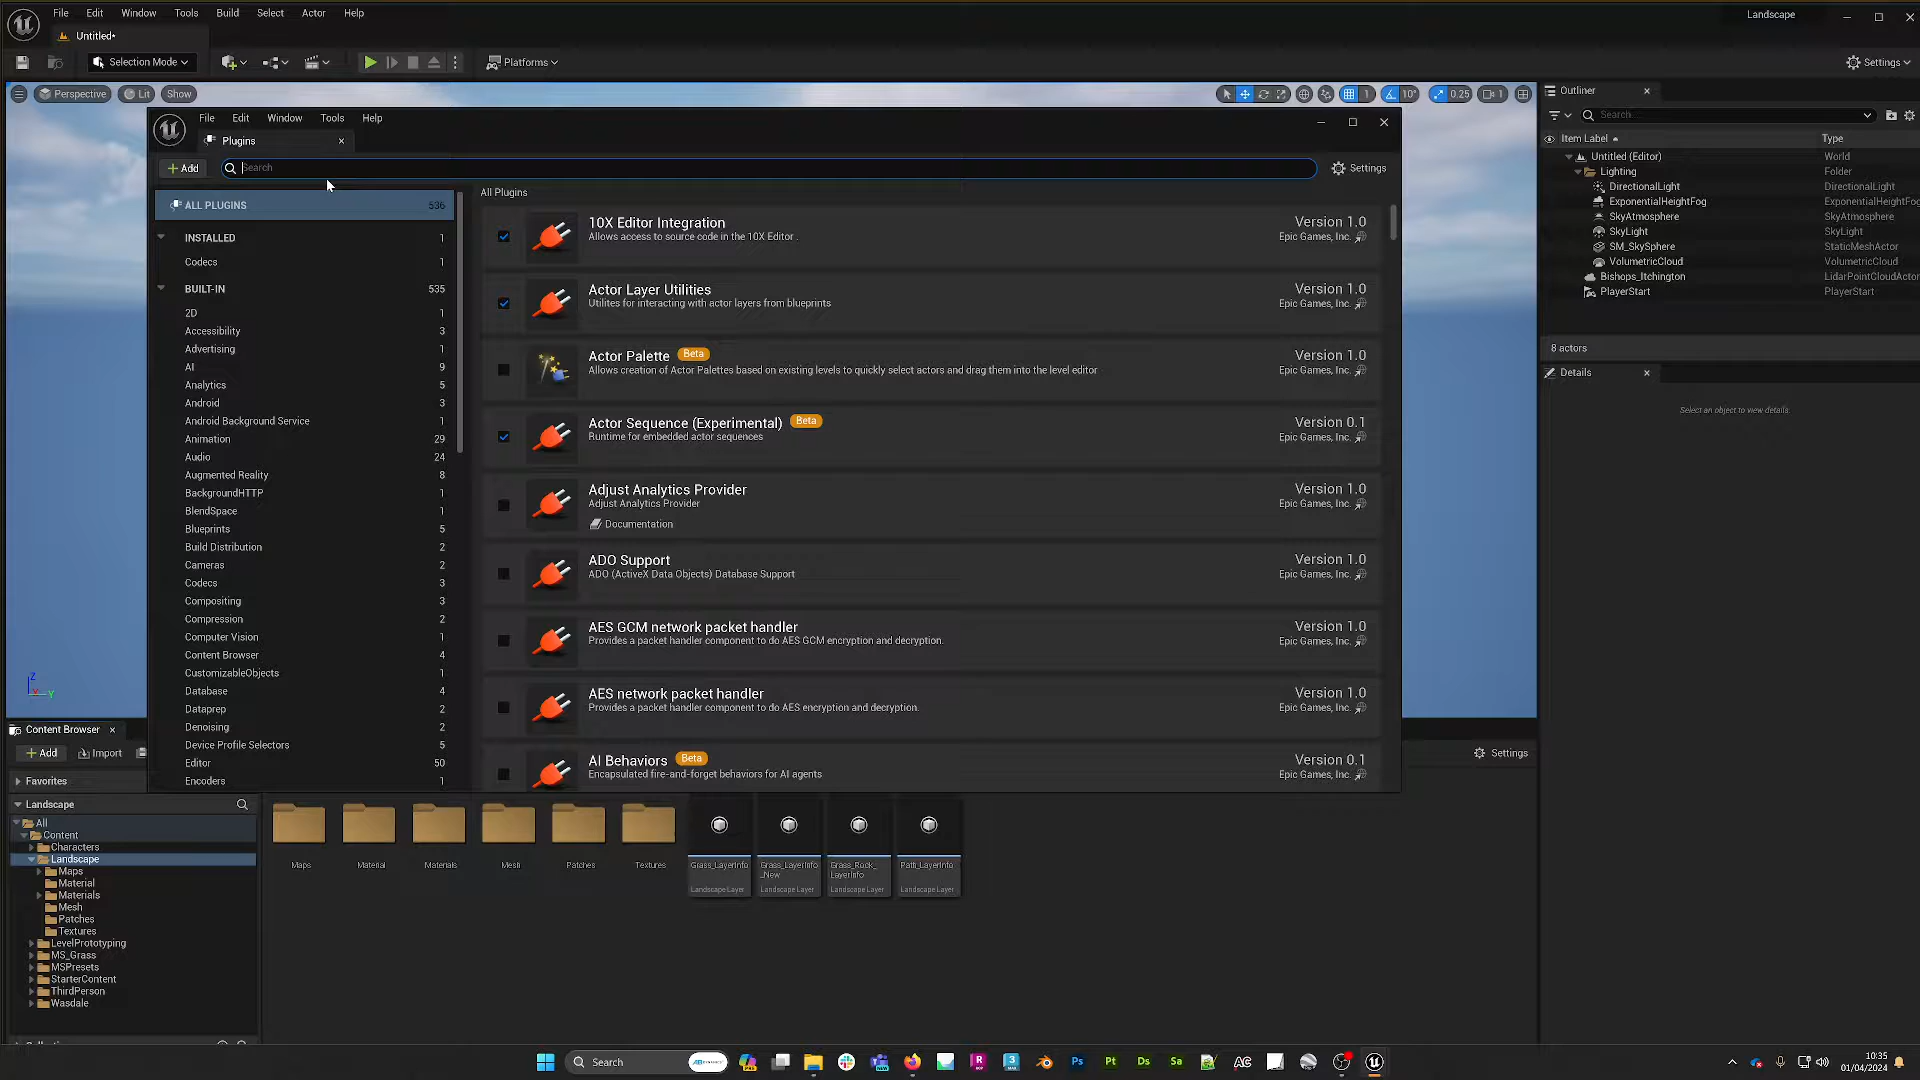 File Edit Window Tools Build Select Actor Help
Landscape
Untitled*
Selection Mode
Platforms
Settings
Perspective Lit Show
1 10° 0.25 1
File Edit Window Tools Help
Plugins
Add
Search
Settings
ALL PLUGINS 536
INSTALLED 1
Codecs 1
BUILT-IN 535
2D 1
Accessibility 3
Advertising 1
AI 9
Analytics 5
Android 3
Android Background Service 1
Animation 29
Audio 24
Augmented Reality 8
BackgroundHTTP 1
BlendSpace 1
Blueprints 5
Build Distribution 2
Cameras 2
Codecs 3
Compositing 3
Compression 2
Computer Vision 1
Content Browser 4
CustomizableObjects 1
Database 4
Dataprep 2
Denoising 2
Device Profile Selectors 5
Editor 50
Encoders 1
All Plugins
10X Editor Integration Version 1.0
Allows access to source code in the 10X Editor . Epic Games, Inc.
Actor Layer Utilities Version 1.0
Utilites for interacting with actor layers from blueprints Epic Games, Inc.
Actor Palette Beta Version 1.0
Allows creation of Actor Palettes based on existing levels to quickly select actors and drag them into the level editor Epic Games, Inc.
Actor Sequence (Experimental) Beta Version 0.1
Runtime for embedded actor sequences Epic Games, Inc.
Adjust Analytics Provider Version 1.0
Adjust Analytics Provider Epic Games, Inc.
Documentation
ADO Support Version 1.0
ADO (ActiveX Data Objects) Database Support Epic Games, Inc.
AES GCM network packet handler Version 1.0
Provides a packet handler component to do AES GCM encryption and decryption. Epic Games, Inc.
AES network packet handler Version 1.0
Provides a packet handler component to do AES encryption and decryption. Epic Games, Inc.
AI Behaviors Beta Version 0.1
Encapsulated fire-and-forget behaviors for AI agents Epic Games, Inc.
Outliner
Search...
Item Label Type
Untitled (Editor) World
Lighting Folder
DirectionalLight DirectionalLight
ExponentialHeightFog ExponentialHeightFog
SkyAtmosphere SkyAtmosphere
SkyLight SkyLight
SM_SkySphere StaticMeshActor
VolumetricCloud VolumetricCloud
Bishops_Itchington LidarPointCloudActor
PlayerStart PlayerStart
8 actors
Details
Select an object to view details.
Z
Y
Content Browser
Add Import
Settings
Favorites
Landscape
All
Content
Characters
Landscape
Maps
Material
Materials
Mesh
Patches
Textures
LevelPrototyping
MS_Grass
MSPresets
StarterContent
ThirdPerson
Wasdale
Maps Material Materials Mesh Patches Textures
Grass_LayerInfo
Landscape Layer
Grass_LayerInfo
_New
Landscape Layer
Grass_Rock_
LayerInfo
Landscape Layer
Path_LayerInfo
Landscape Layer
Search
10:35
01/04/2024